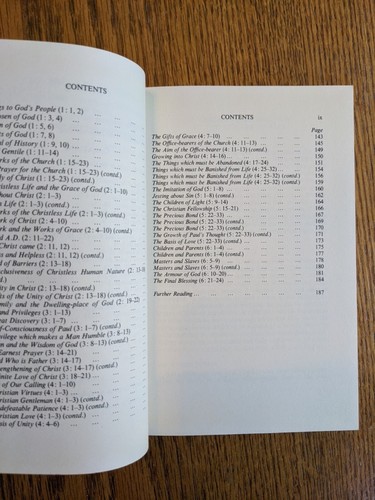 CONTENTS
to God's People (1: 1, 2)
of God (1: 3, 4)
of God (1: 5, 6)
of God (1: 7, 8)
of History (1: 9, 10)
Gentile (1: 11–14)
of the Church (1: 15–23)
for the Church (1: 15–23) (contd.)
of Christ (1: 15–23) (contd.)
Life and the Grace of God (2: 1–10)
Christ (2: 1–3)
Life (2: 1–3) (contd.)
Life (2: 1–3) (contd.)
of Christ (2: 4–10)
and the Works of Grace (2: 4–10) (contd.)
A.D. (2: 11–22)
Christ came (2: 11, 12)
and Helpless (2: 11, 12) (contd.)
of Barriers (2: 13–18)
of Christless Human Nature (2: 13–18)
in Christ (2: 13–18)
of the Unity of Christ (2: 13–18) (contd.)
and the Dwelling-place of God (2: 19–22)
and Privileges (3: 1–13)
Discovery (3: 1–7)
of Paul (3: 1–7) (contd.)
which makes a Man Humble (3: 8–13)
and the Wisdom of God (3: 8–13) (contd.)
Earnest Prayer (3: 14–21)
Who is Father (3: 14–17)
of Christ (3: 14–17) (contd.)
Love of Christ (3: 18–21)
of Our Calling (4: 1–10)
Virtues (4: 1–3)
Gentleman (4: 1–3) (contd.)
Patience (4: 1–3) (contd.)
Love (4: 1–3) (contd.)
of Unity (4: 4–6)
CONTENTS ix
Page
The Gifts of Grace (4: 7–10) 143
The Office-bearers of the Church (4: 11–13) 145
The Aim of the Office-bearer (4: 11–13) (contd.) 149
Growing into Christ (4: 14–16) 150
The Things which must be Abandoned (4: 17–24) 151
Things which must be Banished from Life (4: 25–32) 154
Things which must be Banished from Life (4: 25–32) (contd.) 156
Things which must be Banished from Life (4: 25–32) (contd.) 158
The Imitation of God (5: 1–8) 160
Jesting about Sin (5: 1–8) (contd.) 162
The Children of Light (5: 9–14) 164
The Christian Fellowship (5: 15–21) 166
The Precious Bond (5: 22–33) 167
The Precious Bond (5: 22–33) 169
The Precious Bond (5: 22–33) 170
The Growth of Paul's Thought (5: 22–33) (contd.) 171
The Basis of Love (5: 22–33) (contd.) 173
Children and Parents (6: 1–4) 175
Children and Parents (6: 1–4) (contd.) 177
Masters and Slaves (6: 5–9) 178
Masters and Slaves (6: 5–9) (contd.) 180
The Armour of God (6: 10–20) 181
The Final Blessing (6: 21–24) 184
Further Reading 187